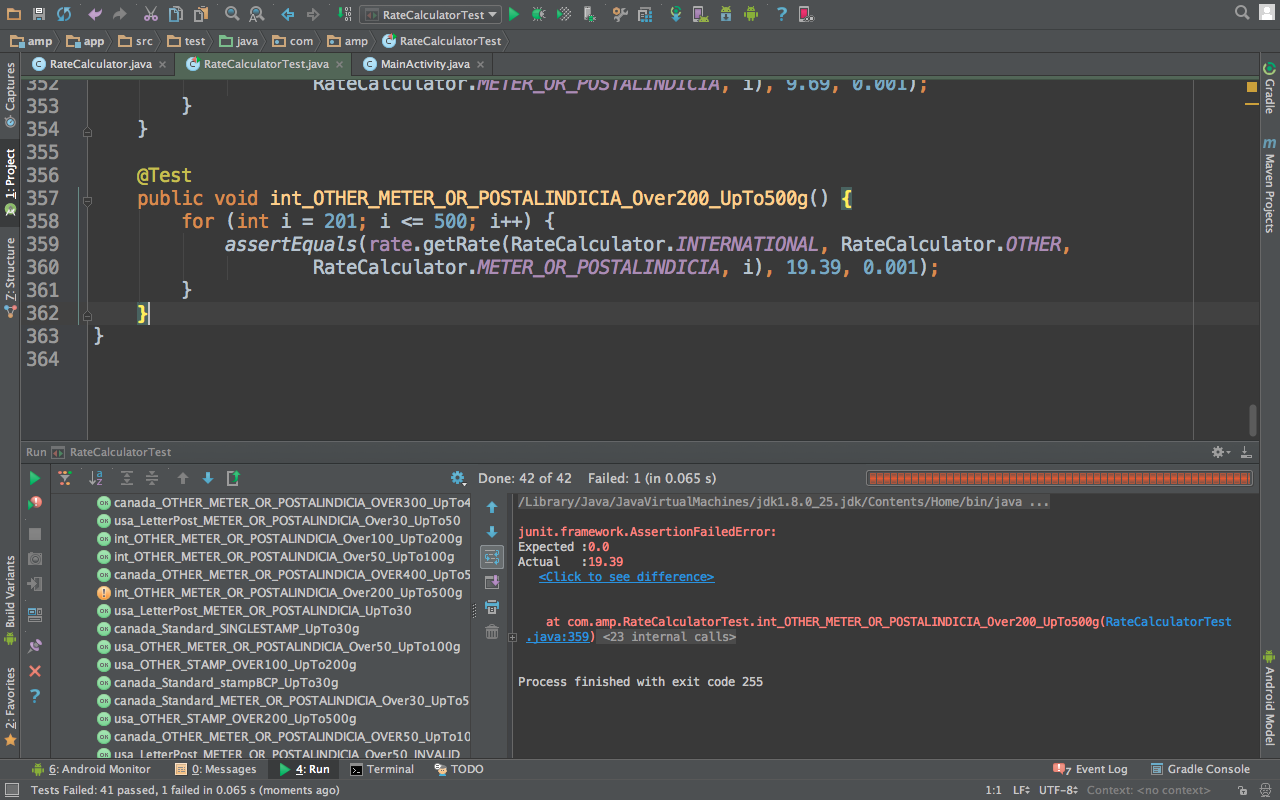 RateCalculatorTest
amp app src test java com amp RateCalculatorTest
RateCalculator.java RateCalculatorTest.java MainActivity.java
352 RateCalculator.METER_OR_POSTALINDICIA, i), 9.69, 0.001);
353 }
354 }
355
356 @Test
357 public void int_OTHER_METER_OR_POSTALINDICIA_Over200_UpTo500g() {
358 for (int i = 201; i <= 500; i++) {
359 assertEquals(rate.getRate(RateCalculator.INTERNATIONAL, RateCalculator.OTHER,
360 RateCalculator.METER_OR_POSTALINDICIA, i), 19.39, 0.001);
361 }
362 }
363 }
364
Captures
1: Project
7: Structure
Build Variants
2: Favorites
Gradle
Maven Projects
Android Model
Run RateCalculatorTest
Done: 42 of 42 Failed: 1 (in 0.065 s)
canada_OTHER_METER_OR_POSTALINDICIA_OVER300_UpTo4
usa_LetterPost_METER_OR_POSTALINDICIA_Over30_UpTo50
int_OTHER_METER_OR_POSTALINDICIA_Over100_UpTo200g
int_OTHER_METER_OR_POSTALINDICIA_Over50_UpTo100g
canada_OTHER_METER_OR_POSTALINDICIA_OVER400_UpTo5
int_OTHER_METER_OR_POSTALINDICIA_Over200_UpTo500g
usa_LetterPost_METER_OR_POSTALINDICIA_UpTo30
canada_Standard_SINGLESTAMP_UpTo30g
usa_OTHER_METER_OR_POSTALINDICIA_Over50_UpTo100g
usa_OTHER_STAMP_OVER100_UpTo200g
canada_Standard_stampBCP_UpTo30g
canada_Standard_METER_OR_POSTALINDICIA_Over30_UpTo5
usa_OTHER_STAMP_OVER200_UpTo500g
canada_OTHER_METER_OR_POSTALINDICIA_OVER50_UpTo10
usa_LetterPost_METER_OR_POSTALINDICIA_Over50_INVALID
/Library/Java/JavaVirtualMachines/jdk1.8.0_25.jdk/Contents/Home/bin/java ...
junit.framework.AssertionFailedError:
Expected :0.0
Actual :19.39
<Click to see difference>
at com.amp.RateCalculatorTest.int_OTHER_METER_OR_POSTALINDICIA_Over200_UpTo500g(RateCalculatorTest
.java:359) <23 internal calls>
Process finished with exit code 255
6: Android Monitor 0: Messages 4: Run Terminal TODO 7 Event Log Gradle Console
Tests Failed: 41 passed, 1 failed in 0.065 s (moments ago) 1:1 LF UTF-8 Context: <no context>